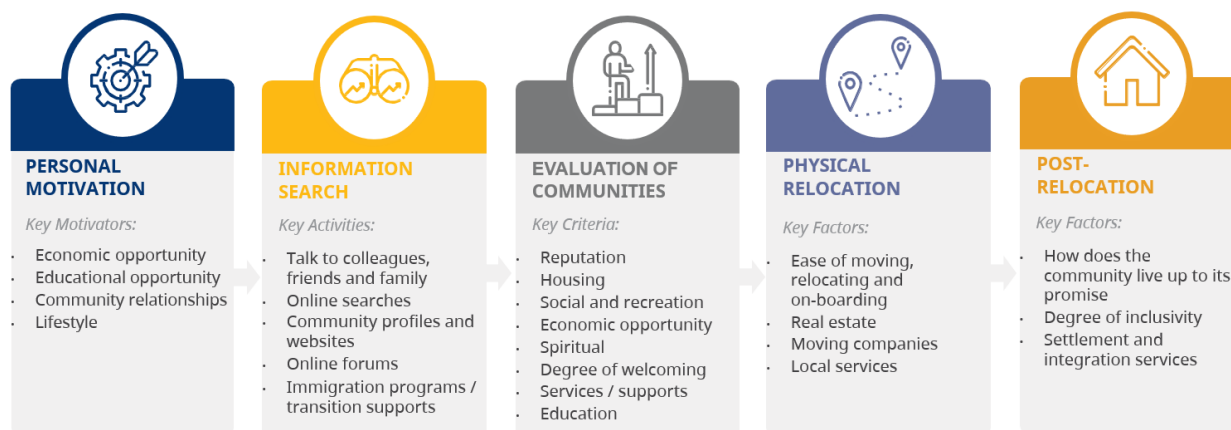 PERSONAL
MOTIVATION
Key Motivators:
· Economic opportunity
· Educational opportunity
· Community relationships
· Lifestyle
INFORMATION
SEARCH
Key Activities:
· Talk to colleagues,
friends and family
· Online searches
· Community profiles and
websites
· Online forums
· Immigration programs /
transition supports
EVALUATION OF
COMMUNITIES
Key Criteria:
· Reputation
· Housing
· Social and recreation
· Economic opportunity
· Spiritual
· Degree of welcoming
· Services / supports
· Education
PHYSICAL
RELOCATION
Key Factors:
· Ease of moving,
relocating and
on-boarding
· Real estate
· Moving companies
· Local services
POST-
RELOCATION
Key Factors:
· How does the
community live up to its
promise
· Degree of inclusivity
· Settlement and
integration services